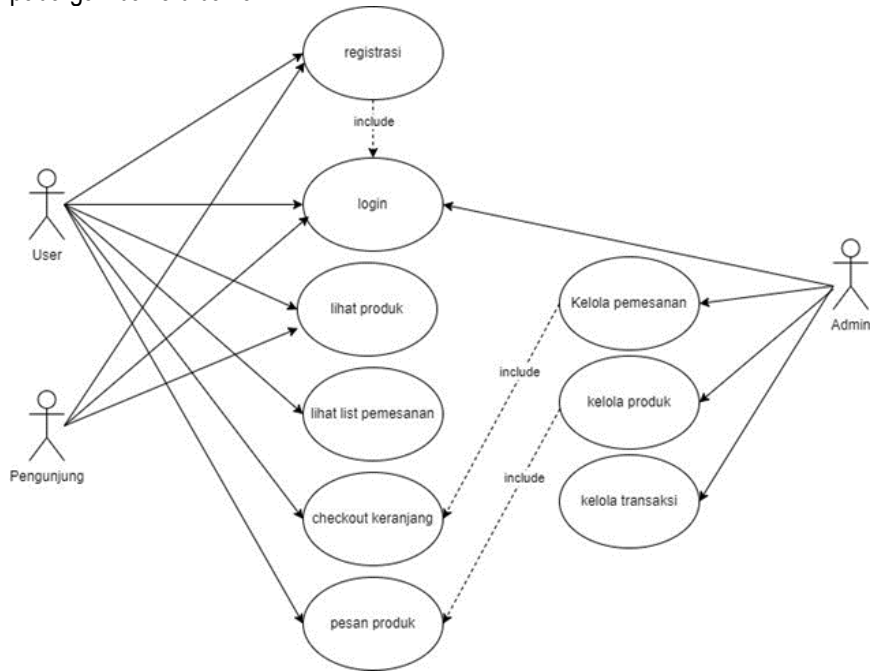 registrasi
include
login
User
lihat produk
Kelola pemesanan
Admin
include
kelola produk
lihat list pemesanan
Pengunjung
include
kelola transaksi
checkout keranjang
pesan produk